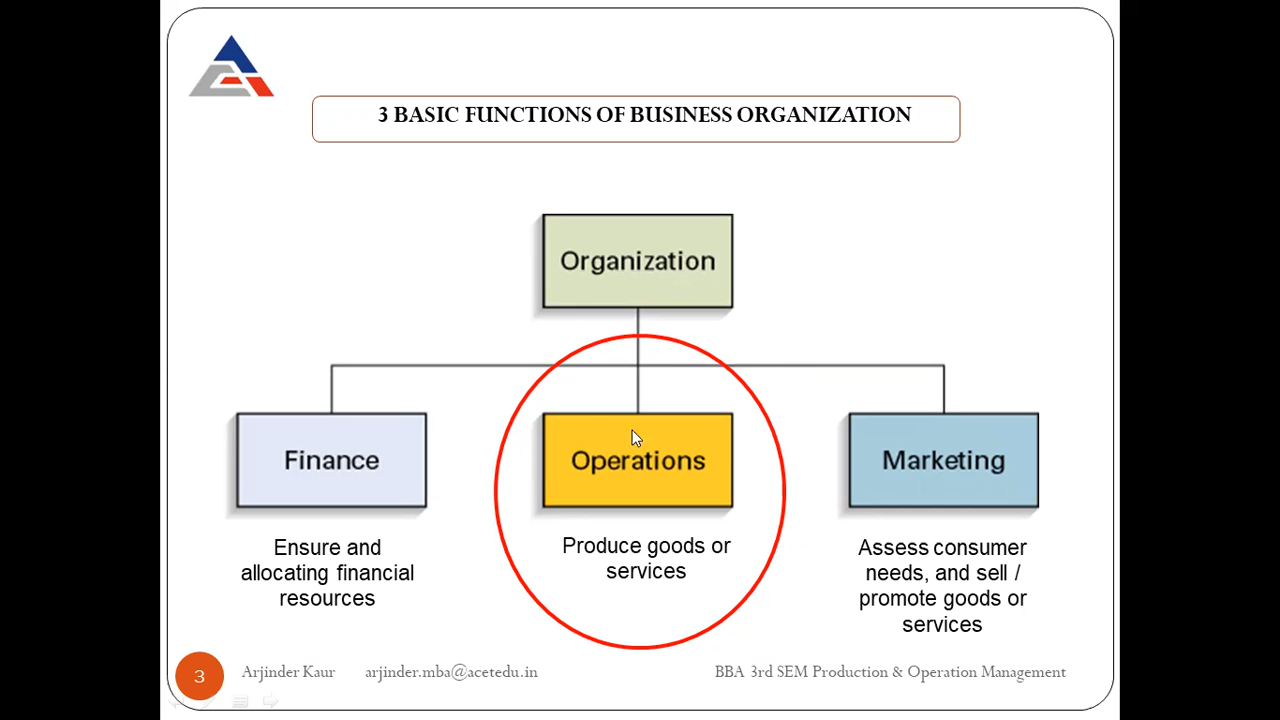 3 BASIC FUNCTIONS OF BUSINESS ORGANIZATION
Organization
Finance
Operations
Marketing
Ensure and
allocating financial
resources
Produce goods or
services
Assess consumer
needs, and sell /
promote goods or
services
3
Arjinder Kaur
arjinder.mba@acetedu.in
BBA 3rd SEM Production & Operation Management